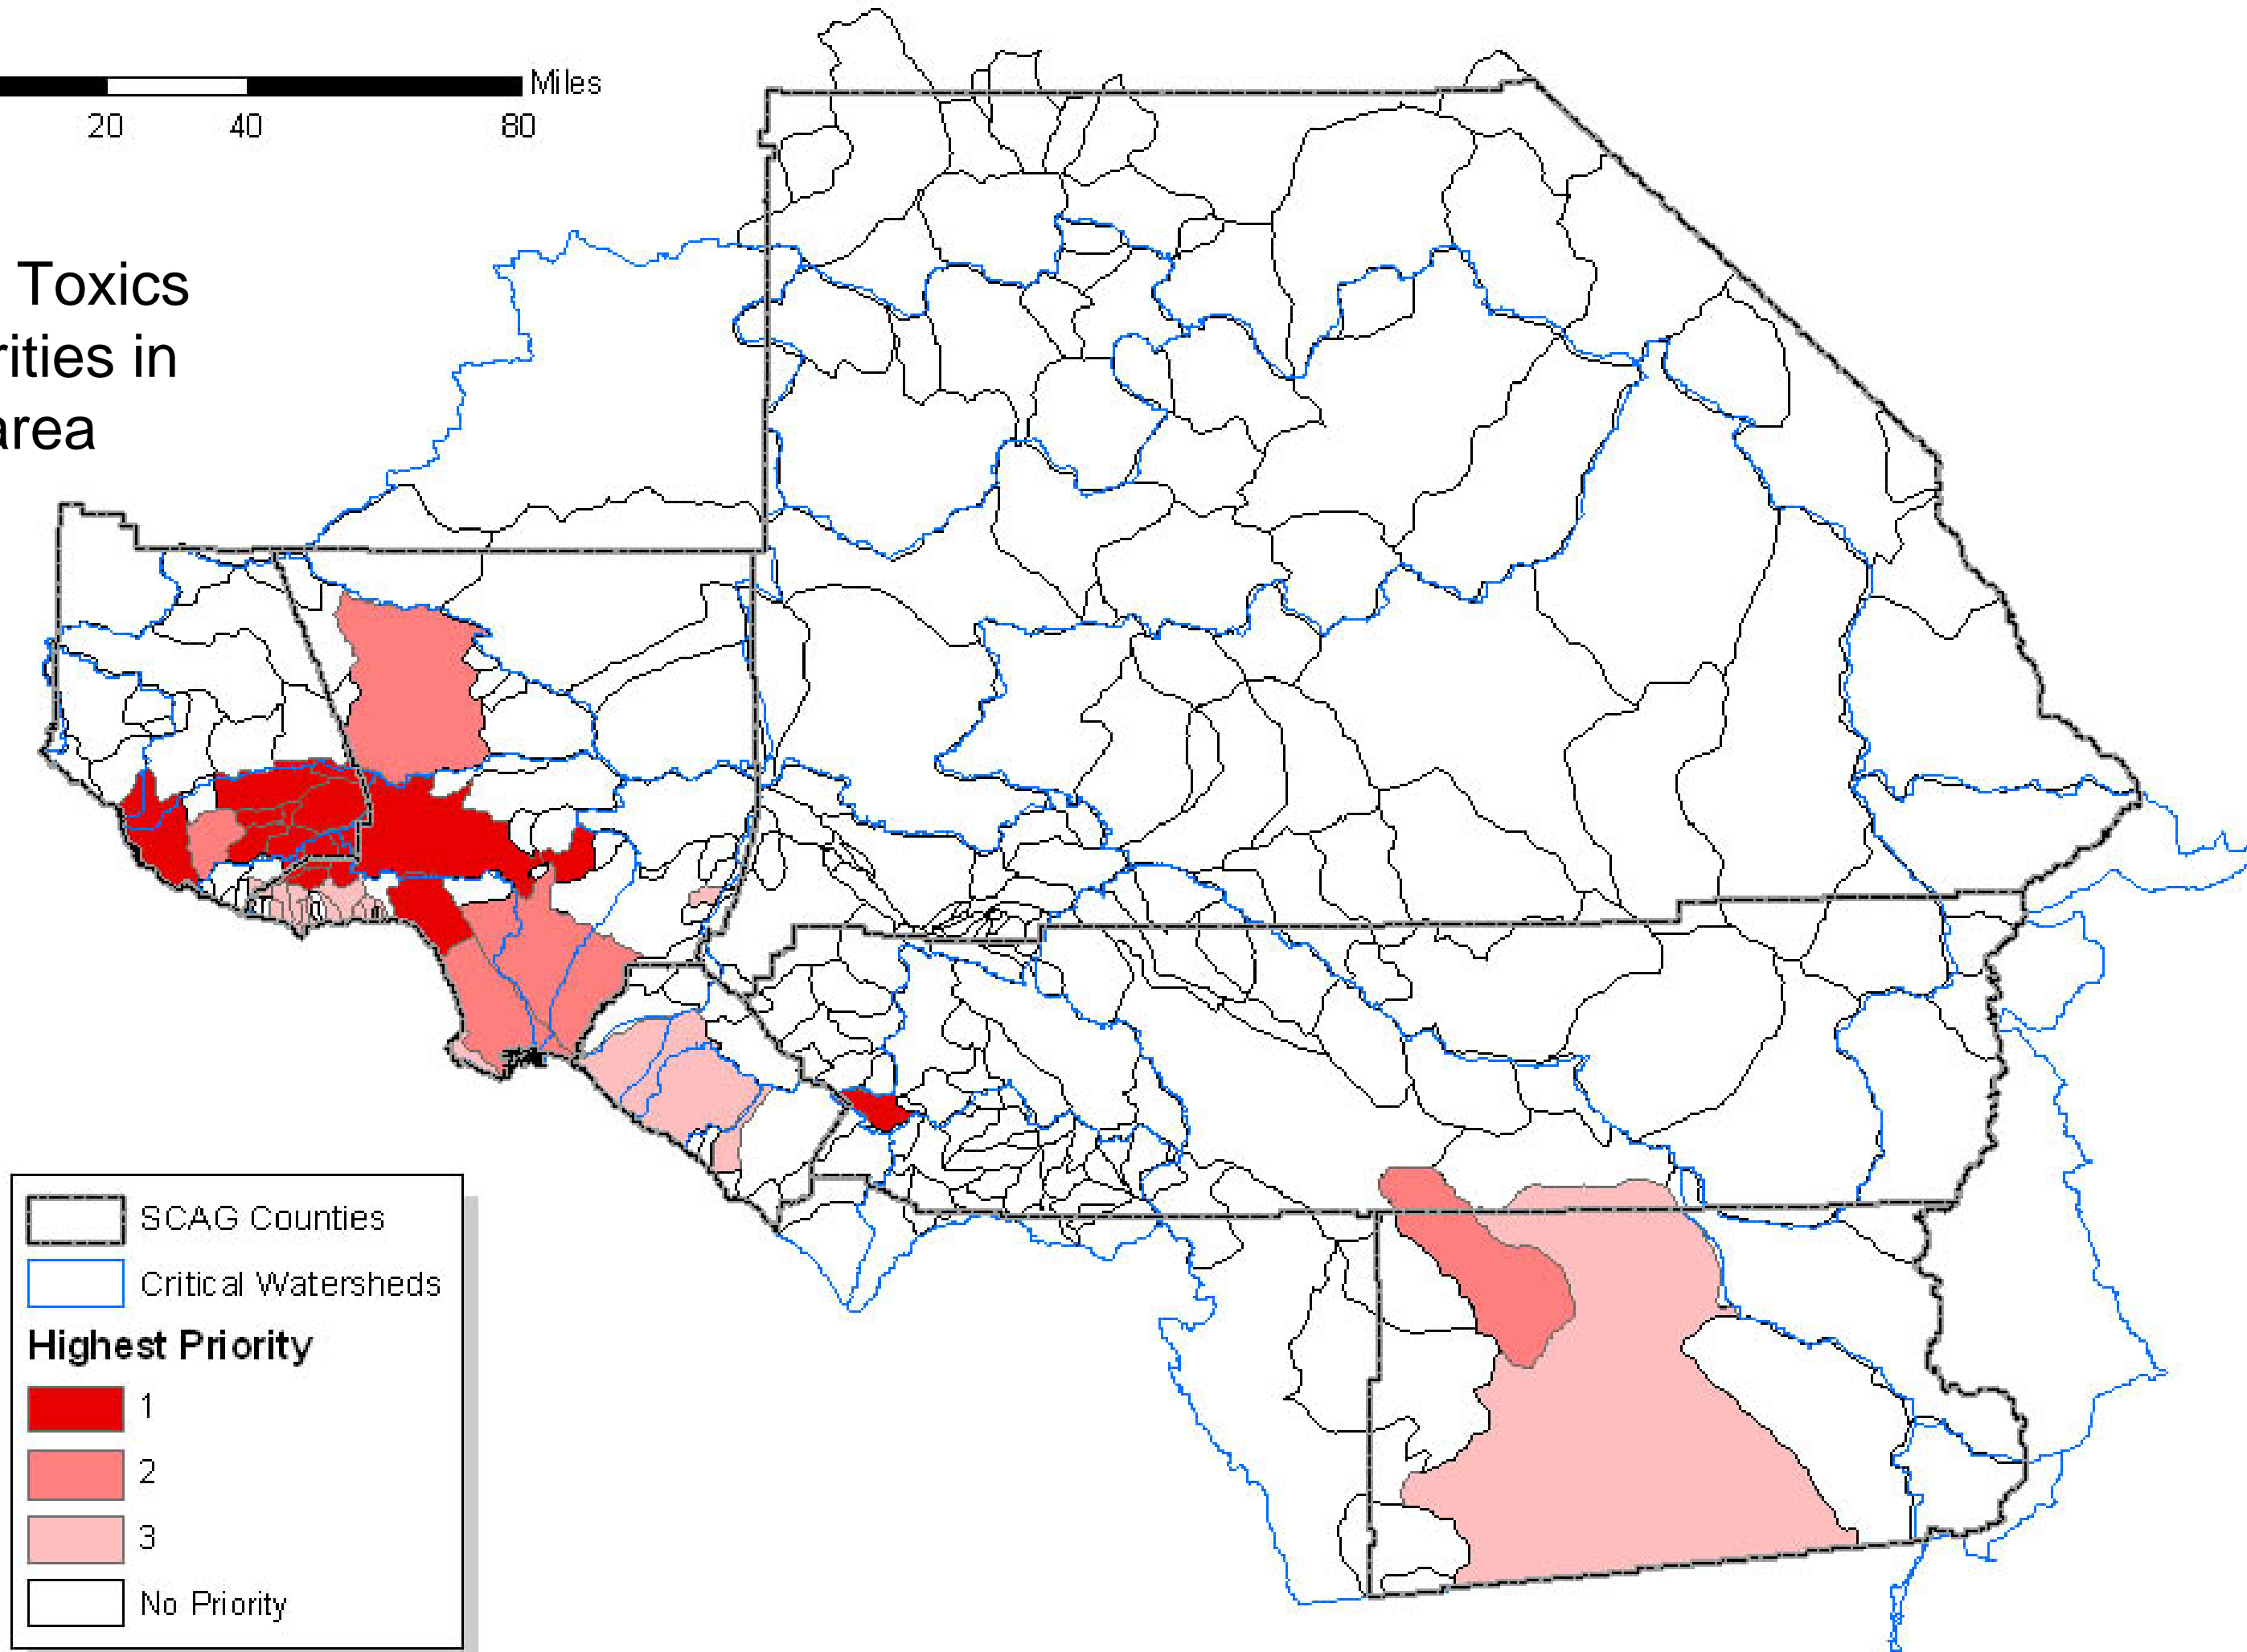 Miles
20 40 80
Toxics
rities in
area
SCAG Counties
Critical Watersheds
Highest Priority
1
2
3
No Priority